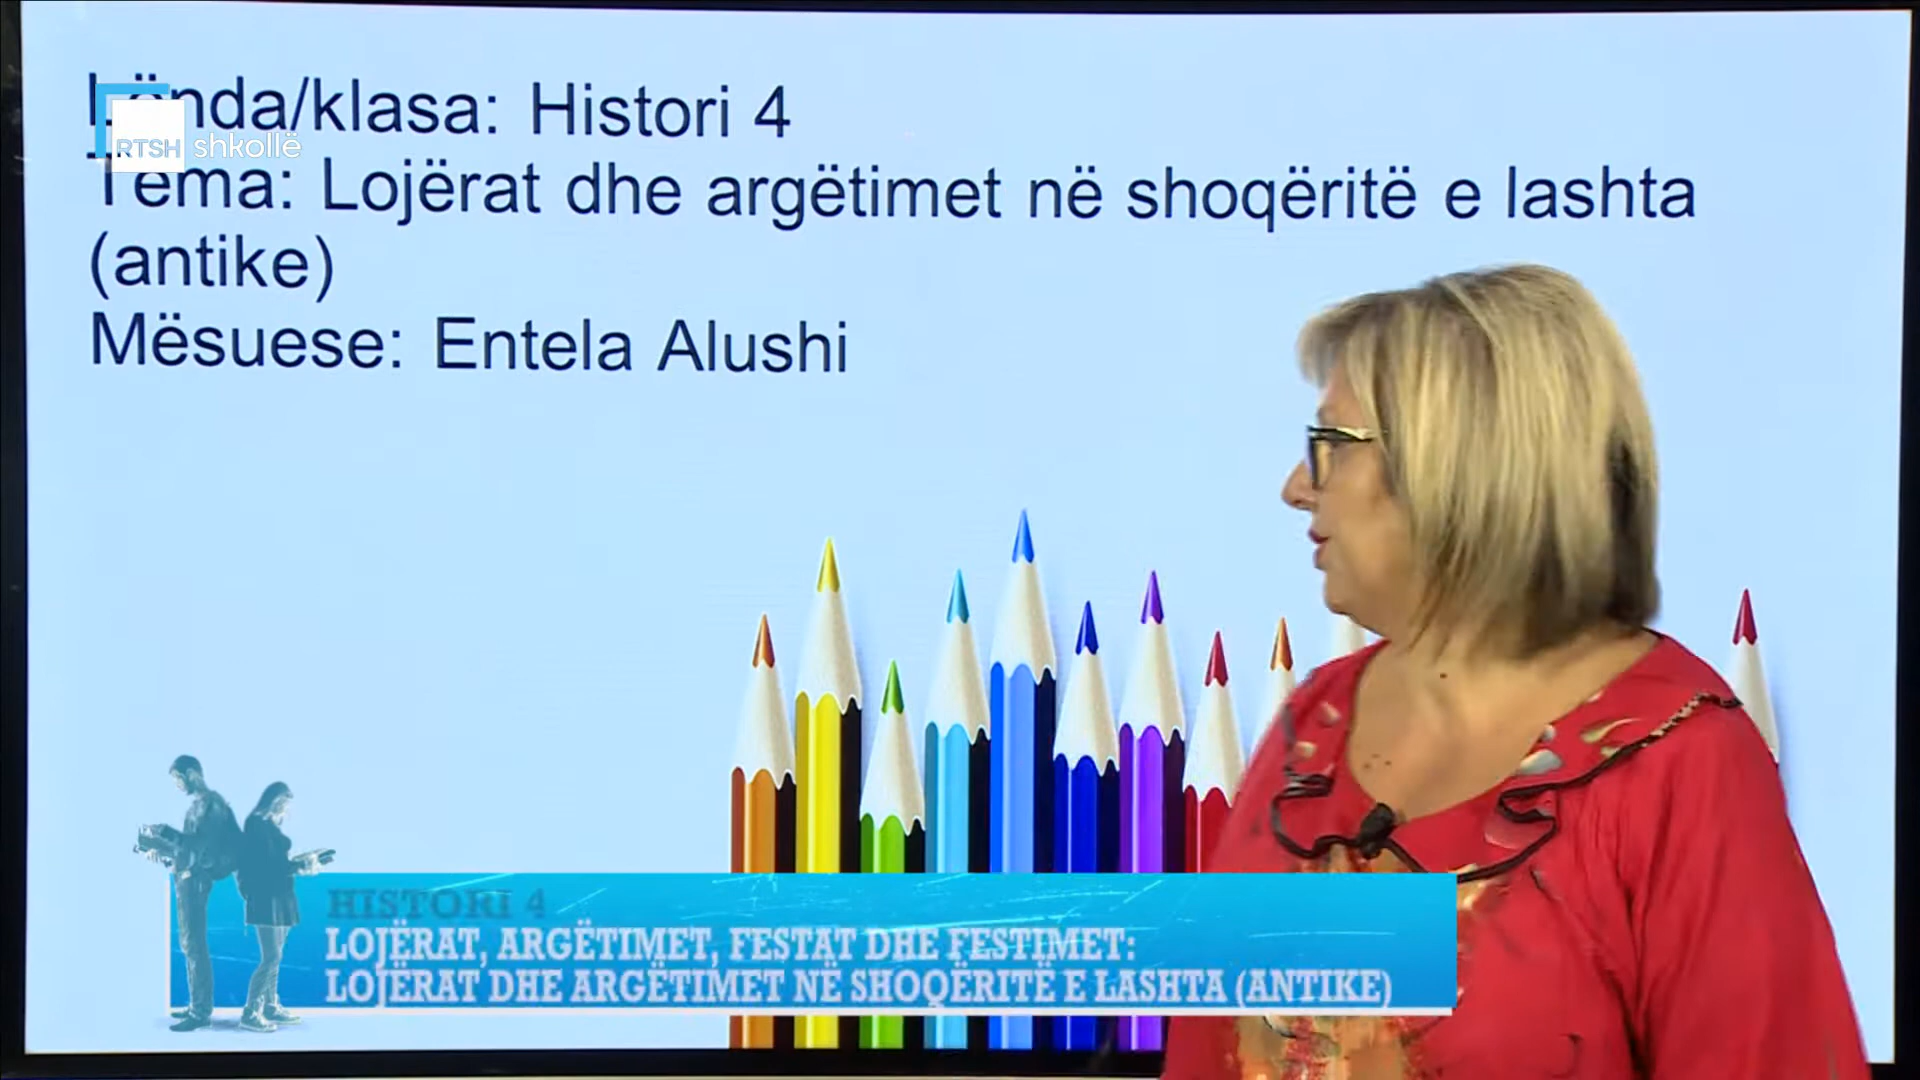 Lënda/klasa: Histori 4
RTSH shkollë
Tema: Lojërat dhe argëtimet në shoqëritë e lashta
(antike)
Mësuese: Entela Alushi
HISTORI 4
LOJËRAT, ARGËTIMET, FESTAT DHE FESTIMET:
LOJËRAT DHE ARGËTIMET NË SHOQËRITË E LASHTA (ANTIKE)